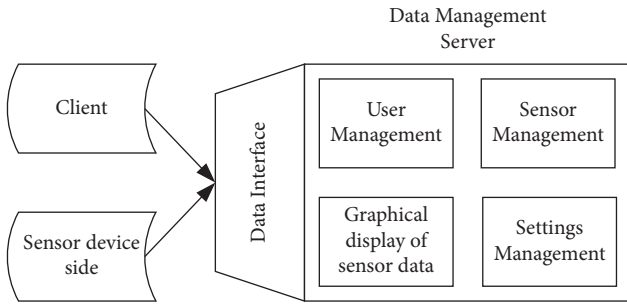 Data Management
Server
Client
Sensor device
side
Data Interface
User
Management
Sensor
Management
Graphical
display of
sensor data
Settings
Management